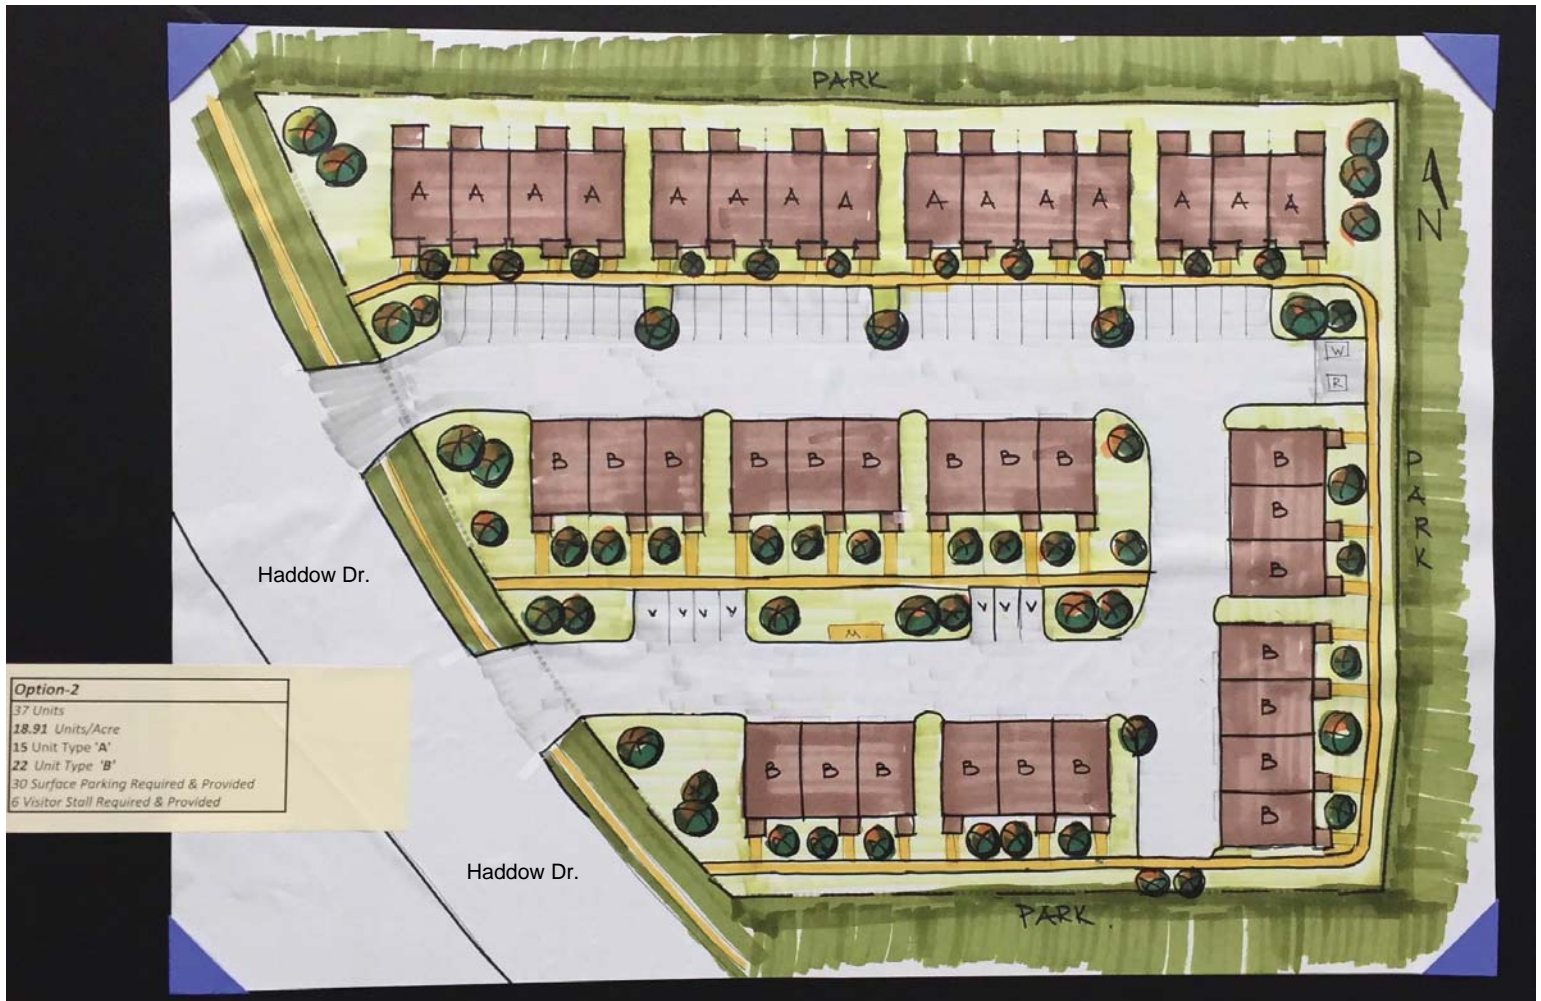 PARK
A A A A A A A A A A A A A A A
N
W
R
B B B B B B B B B B
PARK
B
B
Haddow Dr.
V V V V V V V
M
B
B
Option-2
37 Units
18.91 Units/Acre
15 Unit Type 'A'
22 Unit Type 'B'
30 Surface Parking Required & Provided
6 Visitor Stall Required & Provided
B B B B B B B
B
Haddow Dr.
PARK